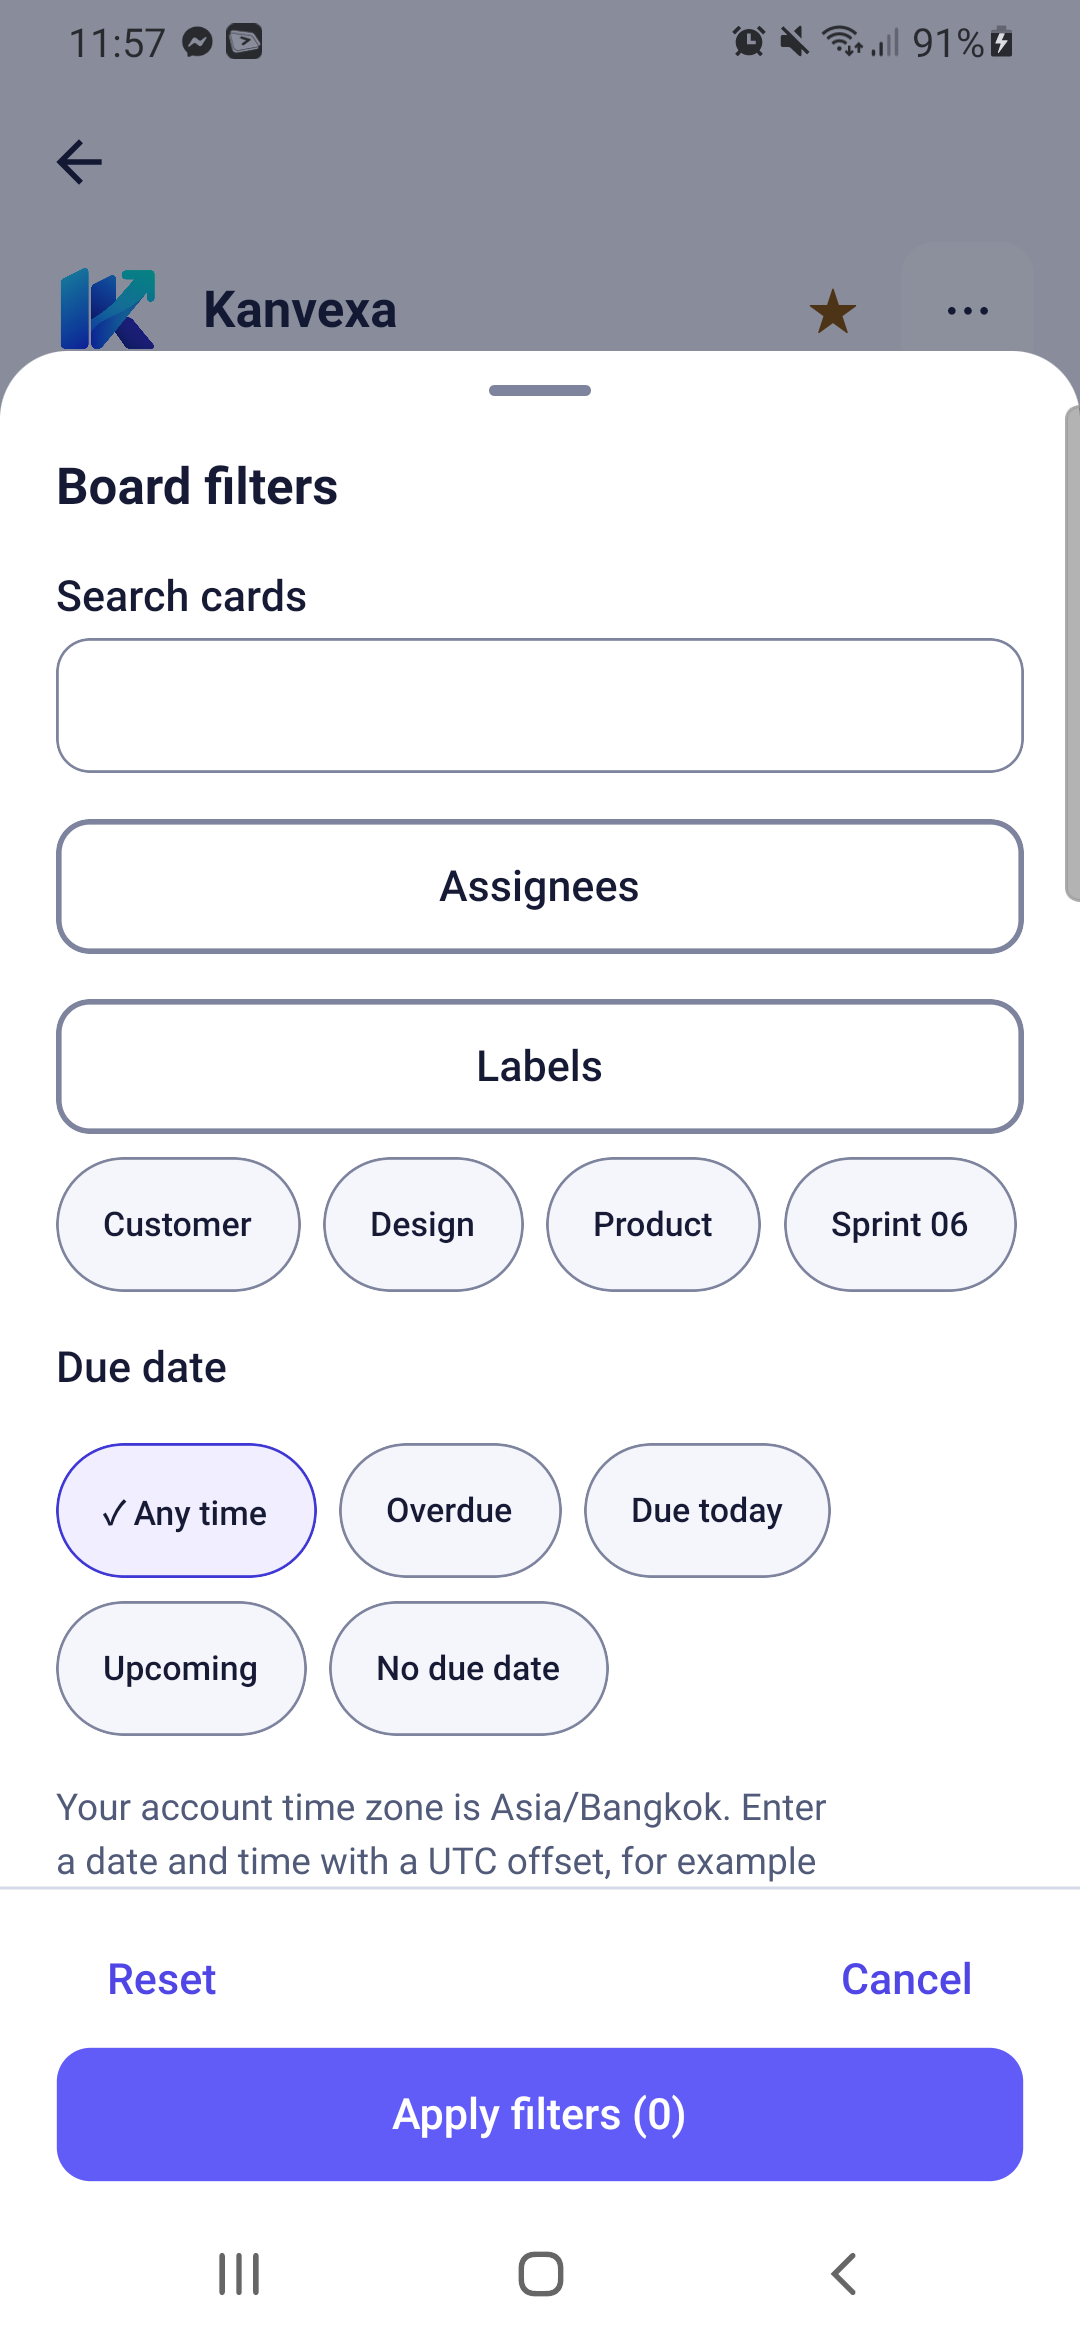 11:57
91%
Kanvexa
Board filters
Search cards
Assignees
Labels
Customer
Design
Product
Sprint 06
Due date
✓ Any time
Overdue
Due today
Upcoming
No due date
Your account time zone is Asia/Bangkok. Enter
a date and time with a UTC offset, for example
Reset
Cancel
Apply filters (0)